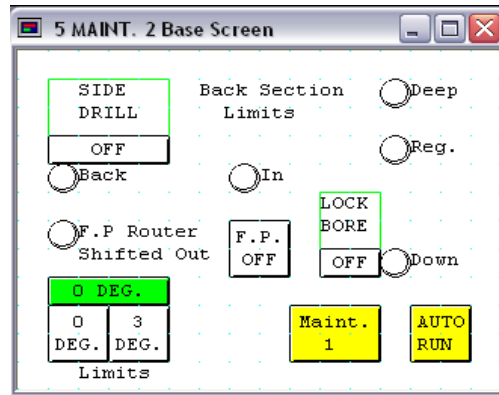 5 MAINT. 2 Base Screen
SIDE
DRILL
OFF
Back Section
Limits
Deep
Reg.
Back
In
F.P Router
Shifted Out
F.P.
OFF
LOCK
BORE
OFF
Down
0 DEG.
0
DEG.
3
DEG.
Limits
Maint.
1
AUTO
RUN